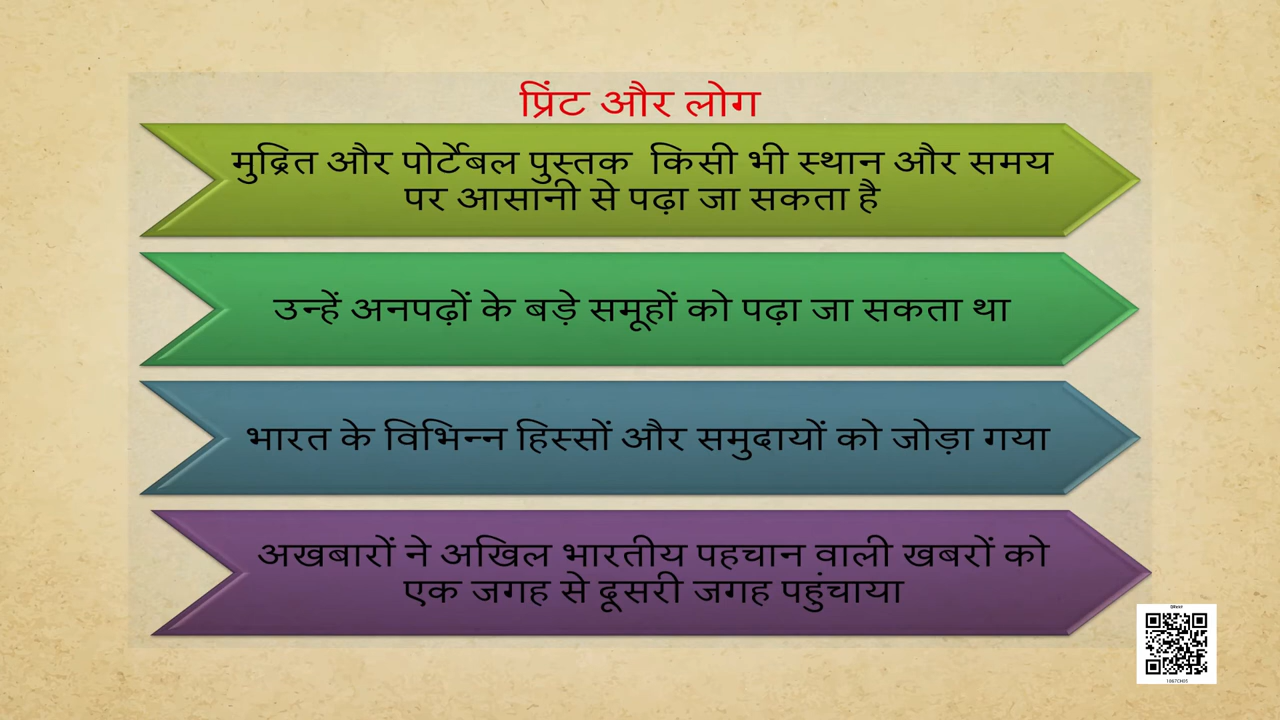 प्रिंट और लोग
मुद्रित और पोर्टेबल पुस्तक किसी भी स्थान और समय
पर आसानी से पढ़ा जा सकता है
उन्हें अनपढ़ों के बड़े समूहों को पढ़ा जा सकता था
भारत के विभिन्न हिस्सों और समुदायों को जोड़ा गया
अखबारों ने अखिल भारतीय पहचान वाली खबरों को
एक जगह से दूसरी जगह पहुंचाया